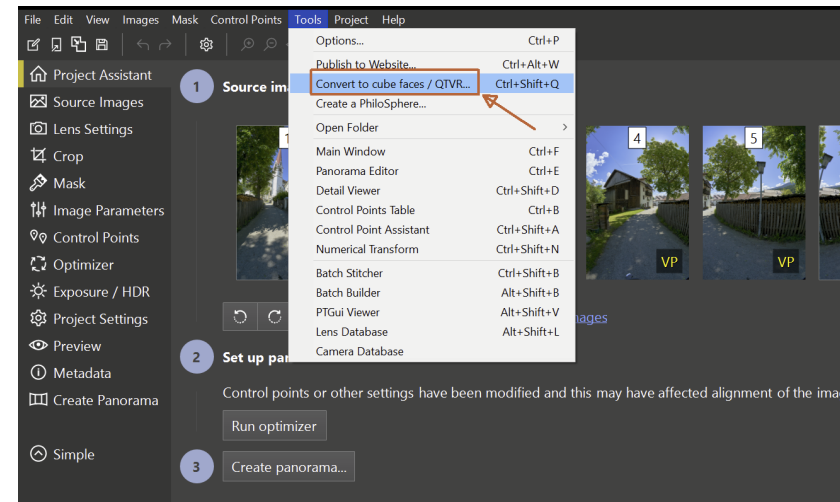 File Edit View Images Mask Control Points Tools Project Help
Project Assistant
Source Images
Lens Settings
Crop
Mask
Image Parameters
Control Points
Optimizer
Exposure / HDR
Project Settings
Preview
Metadata
Create Panorama
Simple
Options... Ctrl+P
Publish to Website... Ctrl+Alt+W
Convert to cube faces / QTVR... Ctrl+Shift+Q
Create a PhiloSphere...
Open Folder
Main Window Ctrl+F
Panorama Editor Ctrl+E
Detail Viewer Ctrl+Shift+D
Control Points Table Ctrl+B
Control Point Assistant Ctrl+Shift+A
Numerical Transform Ctrl+Shift+N
Batch Stitcher Ctrl+Shift+B
Batch Builder Alt+Shift+B
PTGui Viewer Alt+Shift+V
Lens Database Alt+Shift+L
Camera Database
1 Source im
1 4 5
VP VP
ages
2 Set up pan
Control points or other settings have been modified and this may have affected alignment of the ima
Run optimizer
3 Create panorama...